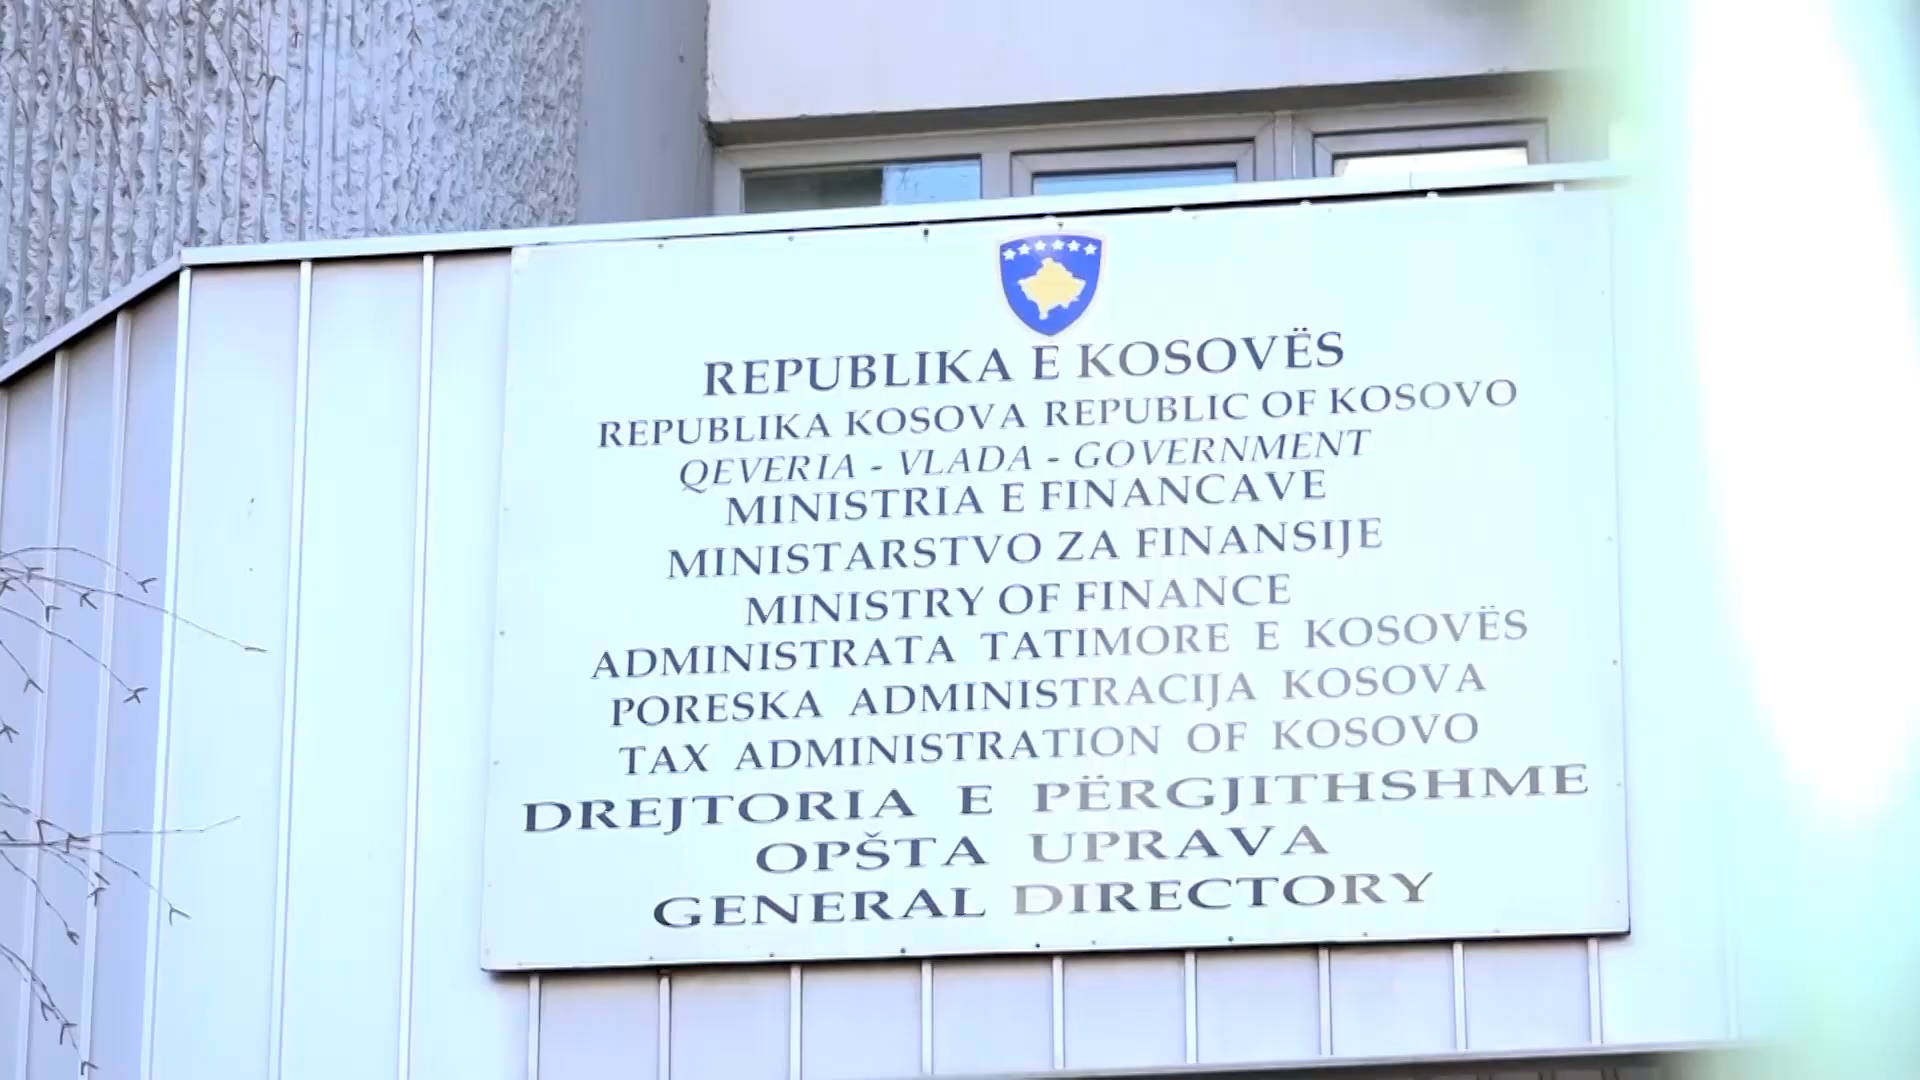 REPUBLIKA E KOSOVËS
REPUBLIKA KOSOVA REPUBLIC OF KOSOVO
QEVERIA - VLADA - GOVERNMENT
MINISTRIA E FINANCAVE
MINISTARSTVO ZA FINANSIJE
MINISTRY OF FINANCE
ADMINISTRATA TATIMORE E KOSOVËS
PORESKA ADMINISTRACIJA KOSOVA
TAX ADMINISTRATION OF KOSOVO
DREJTORIA E PËRGJITHSHME
OPŠTA UPRAVA
GENERAL DIRECTORY